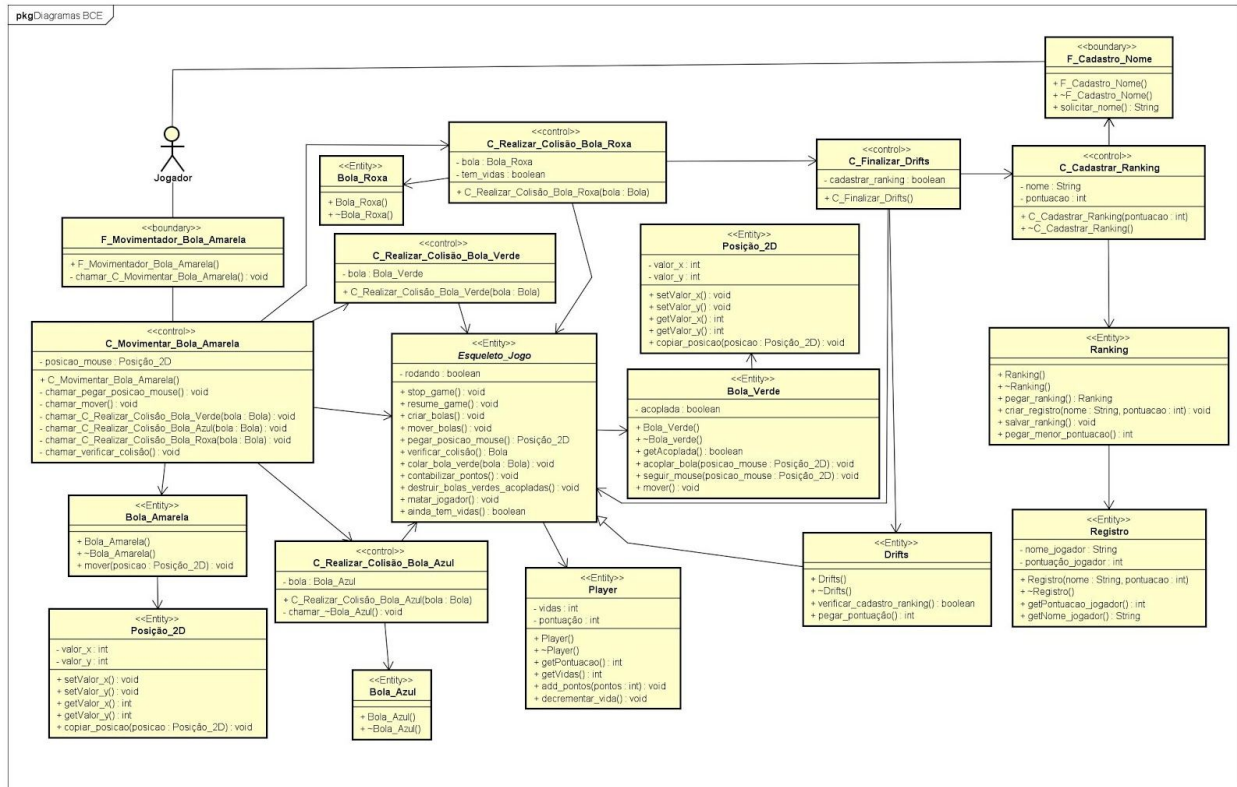 pkg Diagramas BCE
<<boundary>>
F_Cadastro_Nome
+ F_Cadastro_Nome()
+ ~F_Cadastro_Nome()
+ solicitar_nome() : String
Jogador
<<control>>
C_Realizar_Colisão_Bola_Roxa
- bola : Bola_Roxa
- tem_vidas : boolean
+ C_Realizar_Colisão_Bola_Roxa(bola : Bola)
<<control>>
C_Finalizar_Drifts
- cadastrar_ranking : boolean
+ C_Finalizar_Drifts()
<<control>>
C_Cadastrar_Ranking
- nome : String
- pontuacao : int
+ C_Cadastrar_Ranking(pontuacao : int)
+ ~C_Cadastrar_Ranking()
<<Entity>>
Bola_Roxa
+ Bola_Roxa()
+ ~Bola_Roxa()
<<boundary>>
F_Movimentador_Bola_Amarela
+ F_Movimentador_Bola_Amarela()
- chamar_C_Movimentar_Bola_Amarela() : void
<<control>>
C_Realizar_Colisão_Bola_Verde
- bola : Bola_Verde
+ C_Realizar_Colisão_Bola_Verde(bola : Bola)
<<Entity>>
Posição_2D
- valor_x : int
- valor_y : int
+ setValor_x() : void
+ setValor_y() : void
+ getValor_x() : int
+ getValor_y() : int
+ copiar_posicao(posicao : Posição_2D) : void
<<control>>
C_Movimentar_Bola_Amarela
- posicao_mouse : Posição_2D
+ C_Movimentar_Bola_Amarela()
- chamar_pegar_posicao_mouse() : void
- chamar_mover() : void
- chamar_C_Realizar_Colisão_Bola_Verde(bola : Bola) : void
- chamar_C_Realizar_Colisão_Bola_Azul(bola : Bola) : void
- chamar_C_Realizar_Colisão_Bola_Roxa(bola : Bola) : void
- chamar_verificar_colisão() : void
<<Entity>>
Esqueleto_Jogo
- rodando : boolean
+ stop_game() : void
+ resume_game() : void
+ criar_bolas() : void
+ mover_bolas() : void
+ pegar_posicao_mouse() : Posição_2D
+ verificar_colisão() : Bola
+ colar_bola_verde(bola : Bola) : void
+ contabilizar_pontos() : void
+ destruir_bolas_verdes_acopladas() : void
+ matar_jogador() : void
+ ainda_tem_vidas() : boolean
<<Entity>>
Bola_Verde
- acoplada : boolean
+ Bola_Verde()
+ ~Bola_verde()
+ getAcoplada() : boolean
+ acoplar_bola(posicao_mouse : Posição_2D) : void
+ seguir_mouse(posicao_mouse : Posição_2D) : void
+ mover() : void
<<Entity>>
Ranking
+ Ranking()
+ ~Ranking()
+ pegar_ranking() : Ranking
+ criar_registro(nome : String, pontuacao : int) : void
+ salvar_ranking() : void
+ pegar_menor_pontuacao() : int
<<Entity>>
Bola_Amarela
+ Bola_Amarela()
+ ~Bola_Amarela()
+ mover(posicao : Posição_2D) : void
<<control>>
C_Realizar_Colisão_Bola_Azul
- bola : Bola_Azul
+ C_Realizar_Colisão_Bola_Azul(bola : Bola)
- chamar_~Bola_Azul() : void
<<Entity>>
Drifts
+ Drifts()
+ ~Drifts()
+ verificar_cadastro_ranking() : boolean
+ pegar_pontuação() : int
<<Entity>>
Registro
- nome_jogador : String
- pontuação_jogador : int
+ Registro(nome : String, pontuacao : int)
+ ~Registro()
+ getPontuacao_jogador() : int
+ getNome_jogador() : String
<<Entity>>
Player
- vidas : int
- pontuação : int
+ Player()
+ ~Player()
+ getPontuacao() : int
+ getVidas() : int
+ add_pontos(pontos : int) : void
+ decrementar_vida() : void
<<Entity>>
Posição_2D
- valor_x : int
- valor_y : int
+ setValor_x() : void
+ setValor_y() : void
+ getValor_x() : int
+ getValor_y() : int
+ copiar_posicao(posicao : Posição_2D) : void
<<Entity>>
Bola_Azul
+ Bola_Azul()
+ ~Bola_Azul()